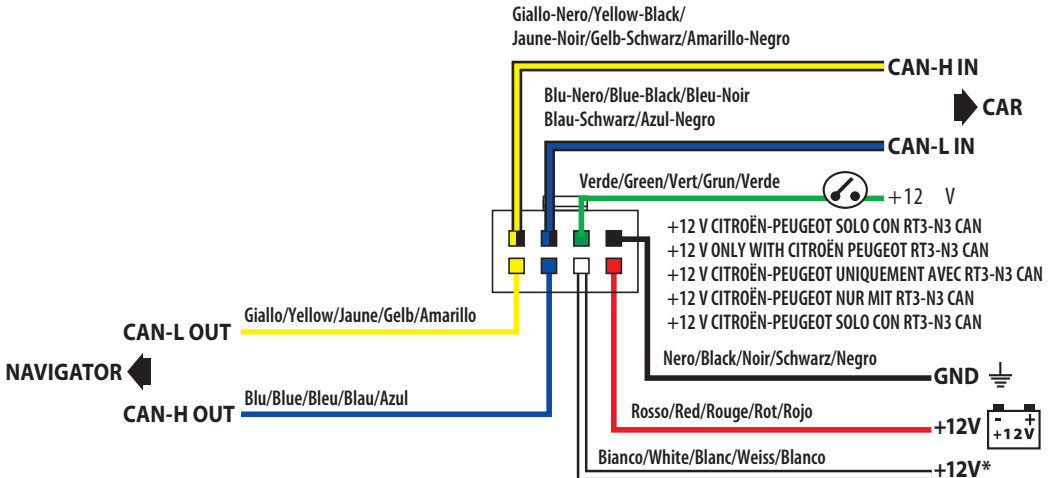 Giallo-Nero/Yellow-Black/
Jaune-Noir/Gelb-Schwarz/Amarillo-Negro
CAN-H IN
Blu-Nero/Blue-Black/Bleu-Noir
Blau-Schwarz/Azul-Negro
CAR
CAN-L IN
Verde/Green/Vert/Grun/Verde
+12 V
+12 V CITROËN-PEUGEOT SOLO CON RT3-N3 CAN
+12 V ONLY WITH CITROËN PEUGEOT RT3-N3 CAN
+12 V CITROËN-PEUGEOT UNIQUEMENT AVEC RT3-N3 CAN
+12 V CITROËN-PEUGEOT NUR MIT RT3-N3 CAN
+12 V CITROËN-PEUGEOT SOLO CON RT3-N3 CAN
Giallo/Yellow/Jaune/Gelb/Amarillo
CAN-L OUT
NAVIGATOR
Nero/Black/Noir/Schwarz/Negro
GND
Blu/Blue/Bleu/Blau/Azul
CAN-H OUT
Rosso/Red/Rouge/Rot/Rojo
+12V
- +
+12V
Bianco/White/Blanc/Weiss/Blanco
+12V*